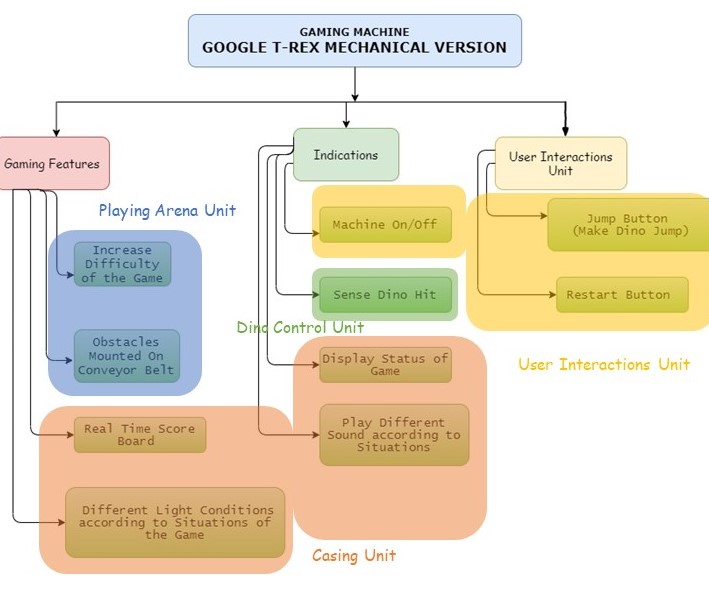 GAMING MACHINE
GOOGLE T-REX MECHANICAL VERSION
Gaming Features
Indications
User Interactions
Unit
Playing Arena Unit
Increase
Difficulty
of the Game
Obstacles
Mounted On
Conveyor Belt
Real Time Score
Board
Different Light Conditions
according to Situations of
the Game
Machine On/Off
Sense Dino Hit
Dino Control Unit
Display Status of
Game
Play Different
Sound according to
Situations
Casing Unit
Jump Button
(Make Dino Jump)
Restart Button
User Interactions Unit